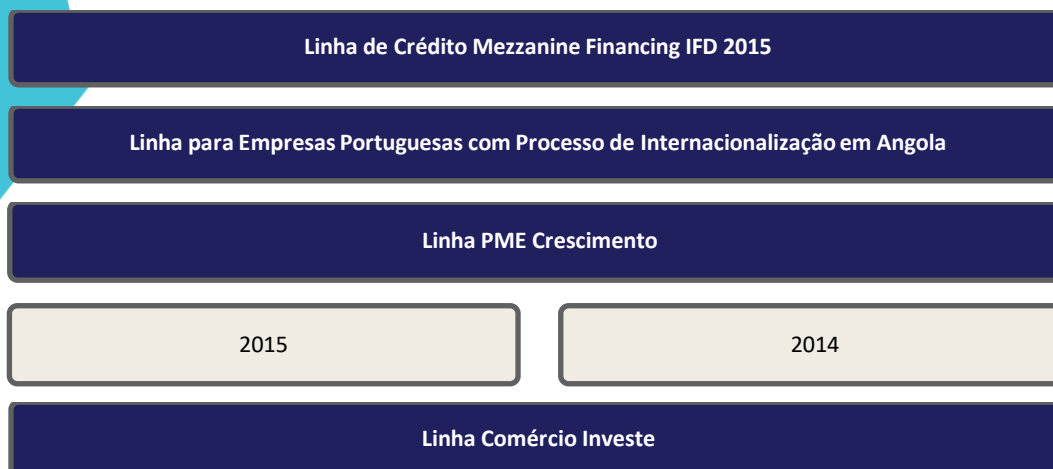 Linha de Crédito Mezzanine Financing IFD 2015
Linha para Empresas Portuguesas com Processo de Internacionalização em Angola
Linha PME Crescimento
2015
2014
Linha Comércio Investe